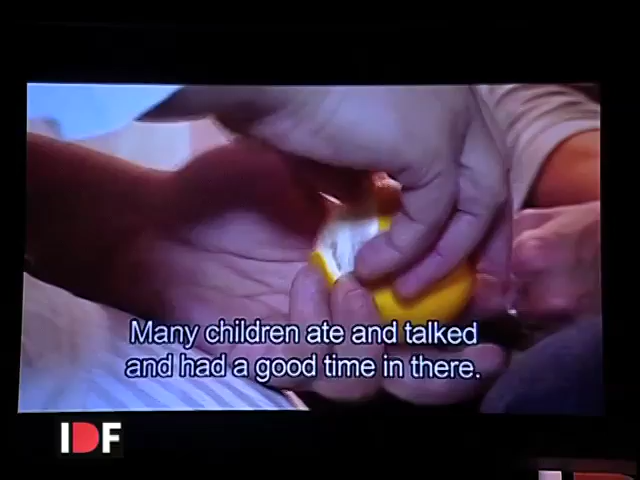 Many children ate and talked
and had a good time in there.
IDF